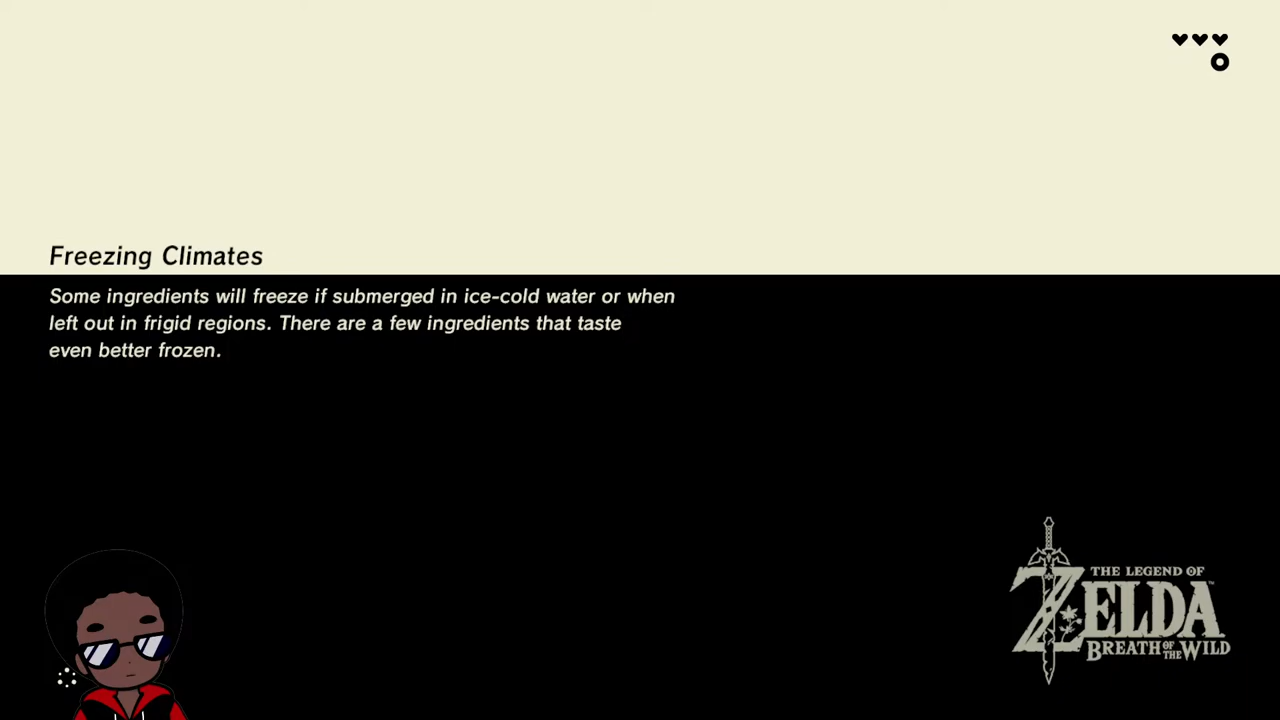 Freezing Climates
Some ingredients will freeze if submerged in ice-cold water or when
left out in frigid regions. There are a few ingredients that taste
even better frozen.
THE LEGEND OF
ZELDA
BREATH OF THE WILD